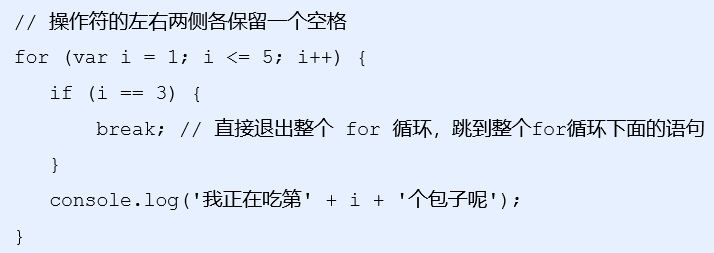 // 操作符的左右两侧各保留一个空格
for (var i = 1; i <= 5; i++) {
    if (i == 3) {
        break; // 直接退出整个 for 循环，跳到整个for循环下面的语句
    }
    console.log('我正在吃第' + i + '个包子呢');
}